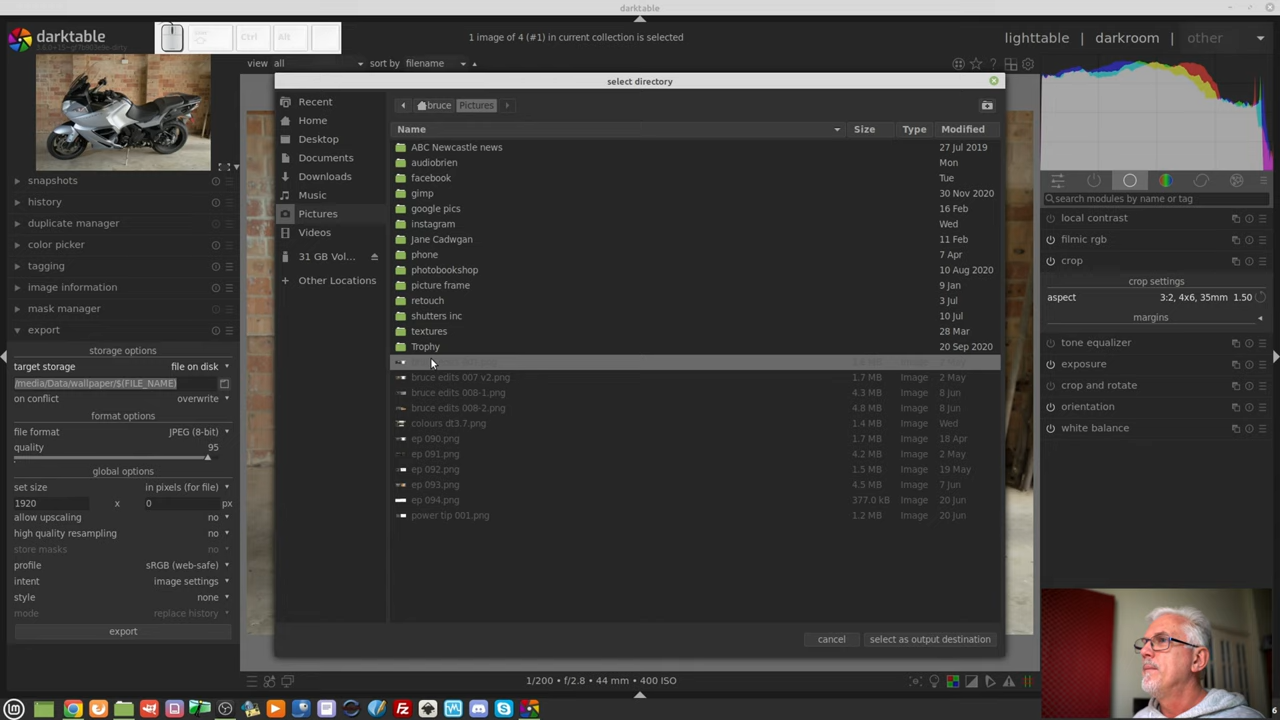 darktable
darktable
Ctrl
Alt
1 image of 4 (#1) in current collection is selected
lighttable | darkroom | other
view all
sort by filename
select directory
Recent
Home
Desktop
Documents
Downloads
Music
Pictures
Videos
31 GB Vol...
Other Locations
bruce Pictures
Name Size Type Modified
ABC Newcastle news 27 Jul 2019
audiobrien Mon
facebook Tue
gimp 30 Nov 2020
google pics 16 Feb
instagram Wed
Jane Cadwgan 11 Feb
phone 7 Apr
photobookshop 10 Aug 2020
picture frame 9 Jan
retouch 3 Jul
shutters inc 10 Jul
textures 28 Mar
Trophy 20 Sep 2020
bruce edits 007 v2.png 1.7 MB Image 2 May
bruce edits 008-1.png 4.3 MB Image 8 Jun
bruce edits 008-2.png 4.8 MB Image 8 Jun
colours dt3.7.png 1.4 MB Image Wed
ep 090.png 1.7 MB Image 18 Apr
ep 091.png 4.2 MB Image 2 May
ep 092.png 1.5 MB Image 19 May
ep 093.png 4.5 MB Image 7 Jun
ep 094.png 377.0 kB Image 20 Jun
power tip 001.png 1.2 MB Image 20 Jun
cancel
select as output destination
snapshots
history
duplicate manager
color picker
tagging
image information
mask manager
export
storage options
target storage file on disk
/media/Data/wallpaper/$(FILE_NAME)
on conflict overwrite
format options
file format JPEG (8-bit)
quality 95
global options
set size in pixels (for file)
1920 x 0 px
allow upscaling no
high quality resampling no
store masks no
profile sRGB (web-safe)
intent image settings
style none
mode replace history
export
search modules by name or tag
local contrast
filmic rgb
crop
crop settings
aspect 3:2, 4x6, 35mm 1.50
margins
tone equalizer
exposure
crop and rotate
orientation
white balance
1/200 • f/2.8 • 44 mm • 400 ISO